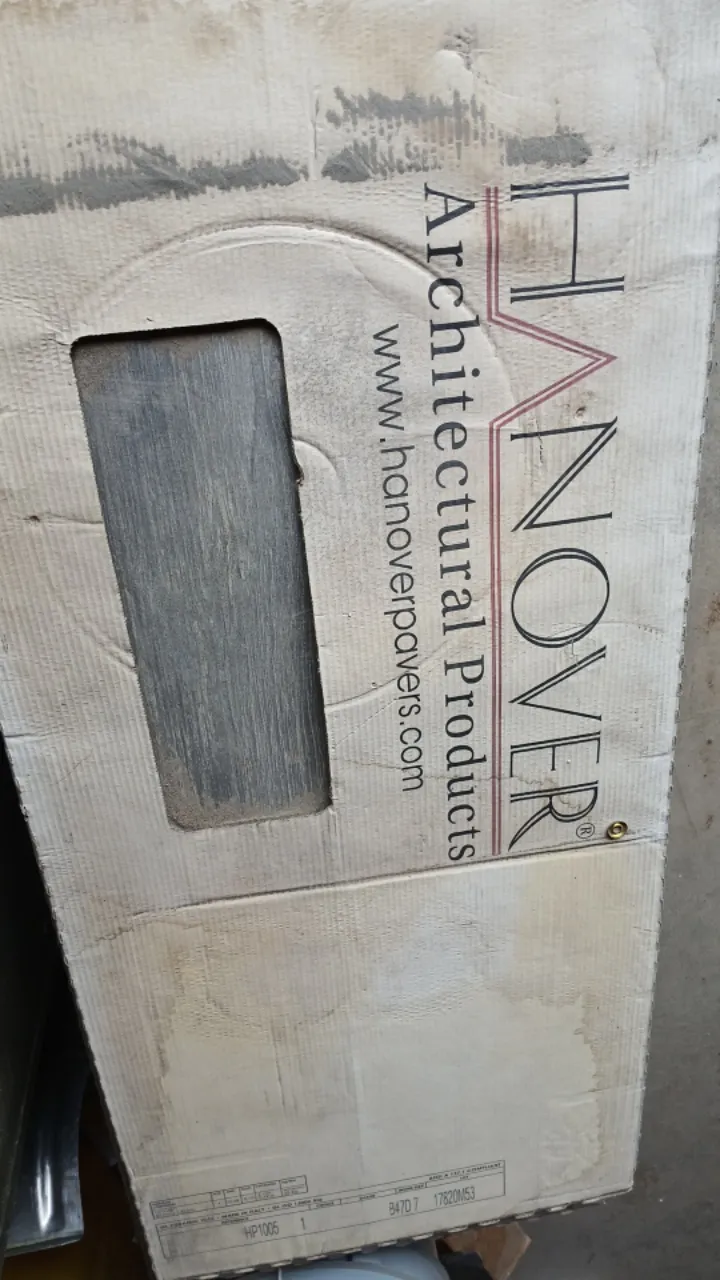 HANOVER®
Architectural Products
www.hanoverpavers.com
HP1005 1 B47D 7 17820M53